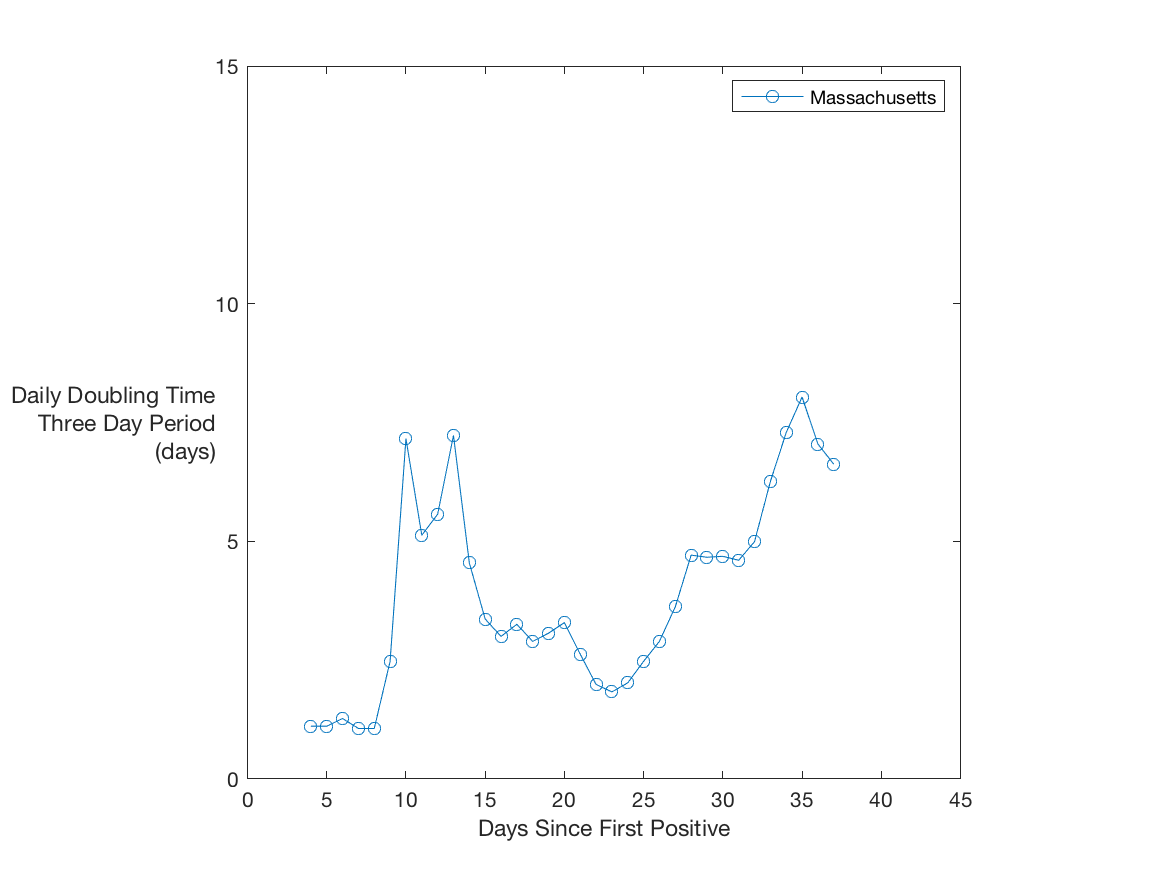 15
Massachusetts
10
Daily Doubling Time
Three Day Period
(days)
5
0
0 5 10 15 20 25 30 35 40 45
Days Since First Positive